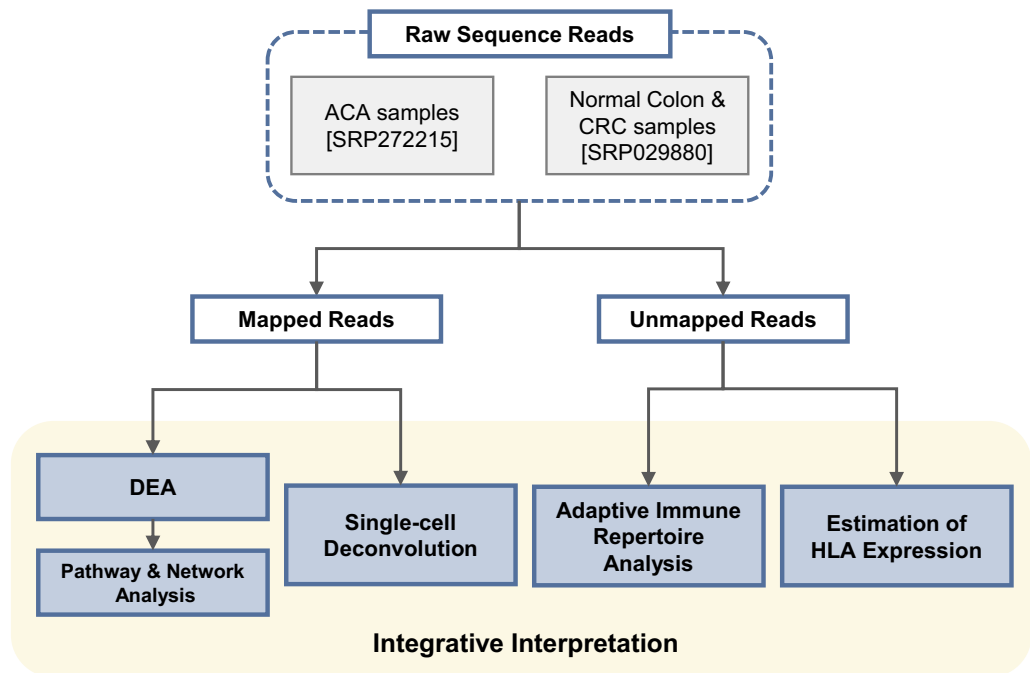 Raw Sequence Reads
ACA samples
[SRP272215]
Normal Colon &
CRC samples
[SRP029880]
Mapped Reads
Unmapped Reads
DEA
Pathway & Network
Analysis
Single-cell
Deconvolution
Adaptive Immune
Repertoire
Analysis
Estimation of
HLA Expression
Integrative Interpretation